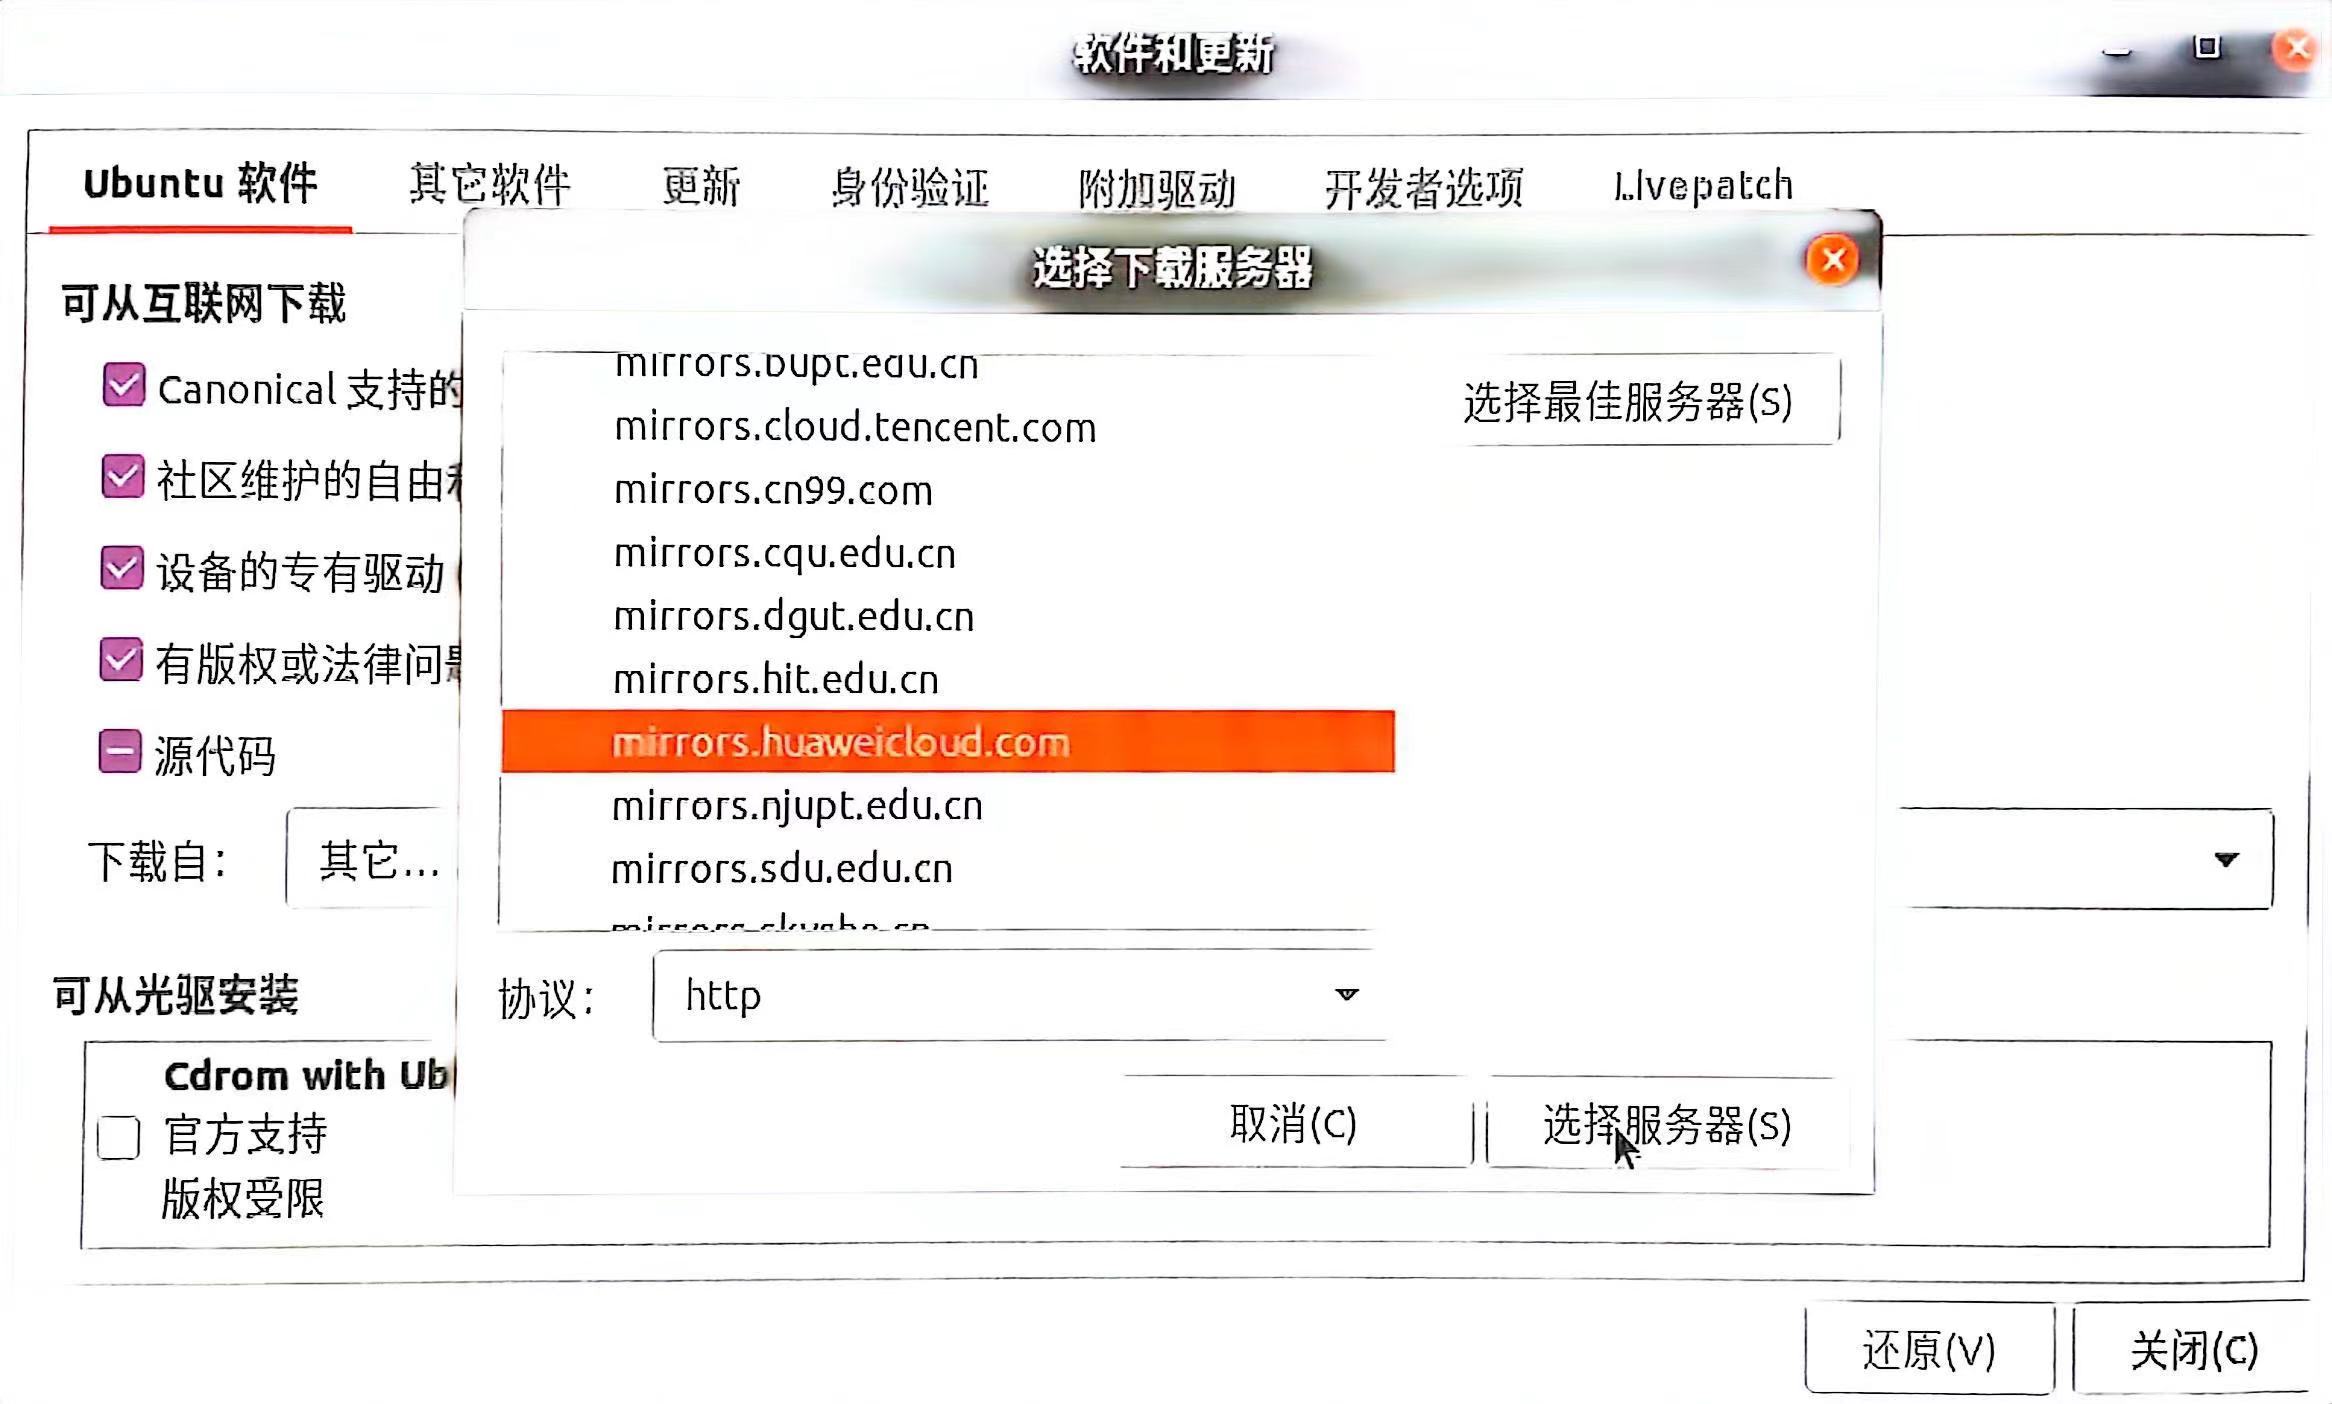 软件和更新
Ubuntu 软件 其它软件 更新 身份验证 附加驱动 开发者选项 Livepatch
选择下载服务器
可从互联网下载
Canonical 支持的
社区维护的自由
设备的专有驱动
有版权或法律问
源代码
下载自： 其它...
mirrors.bupt.edu.cn
mirrors.cloud.tencent.com
mirrors.cn99.com
mirrors.cqu.edu.cn
mirrors.dgut.edu.cn
mirrors.hit.edu.cn
mirrors.huaweicloud.com
mirrors.njupt.edu.cn
mirrors.sdu.edu.cn
选择最佳服务器(S)
协议： http
取消(C) 选择服务器(S)
可从光驱安装
Cdrom with Ub
官方支持
版权受限
还原(V) 关闭(C)